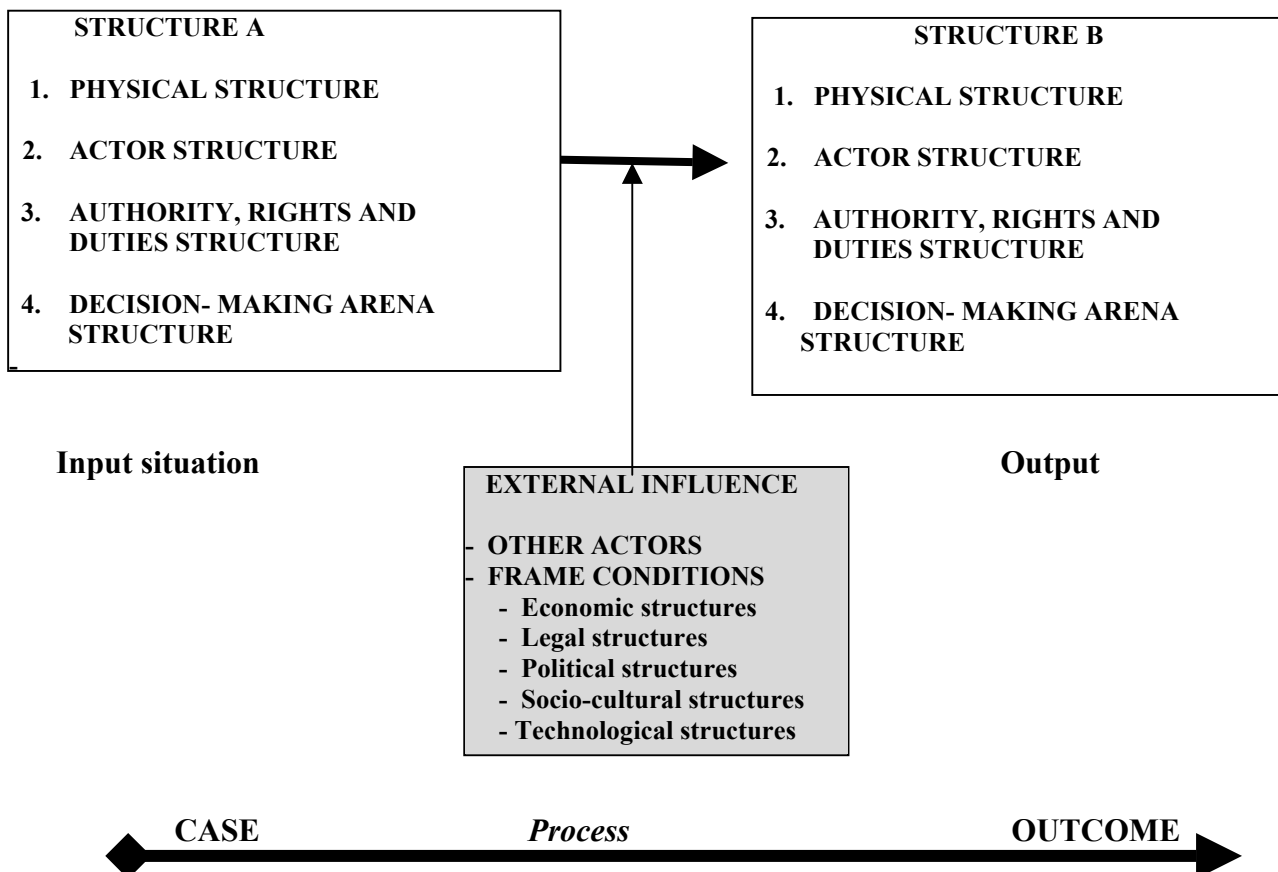 STRUCTURE A
1. PHYSICAL STRUCTURE
2. ACTOR STRUCTURE
3. AUTHORITY, RIGHTS AND
DUTIES STRUCTURE
4. DECISION- MAKING ARENA
STRUCTURE
-
STRUCTURE B
1. PHYSICAL STRUCTURE
2. ACTOR STRUCTURE
3. AUTHORITY, RIGHTS AND
DUTIES STRUCTURE
4. DECISION- MAKING ARENA
STRUCTURE
Input situation
Output
EXTERNAL INFLUENCE
- OTHER ACTORS
- FRAME CONDITIONS
- Economic structures
- Legal structures
- Political structures
- Socio-cultural structures
- Technological structures
CASE
Process
OUTCOME